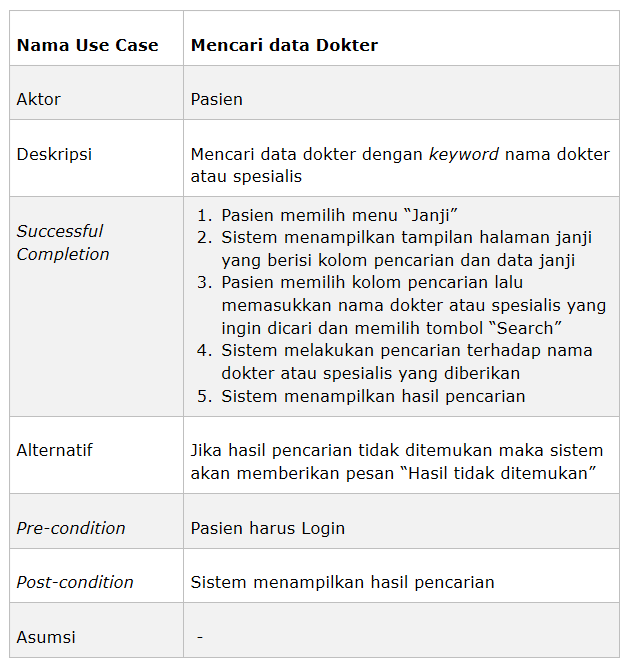 Nama Use Case
Mencari data Dokter
Aktor
Pasien
Deskripsi
Mencari data dokter dengan keyword nama dokter
atau spesialis
Successful
Completion
1. Pasien memilih menu “Janji”
2. Sistem menampilkan tampilan halaman janji
yang berisi kolom pencarian dan data janji
3. Pasien memilih kolom pencarian lalu
memasukkan nama dokter atau spesialis yang
ingin dicari dan memilih tombol “Search”
4. Sistem melakukan pencarian terhadap nama
dokter atau spesialis yang diberikan
5. Sistem menampilkan hasil pencarian
Alternatif
Jika hasil pencarian tidak ditemukan maka sistem
akan memberikan pesan “Hasil tidak ditemukan”
Pre-condition
Pasien harus Login
Post-condition
Sistem menampilkan hasil pencarian
Asumsi
-